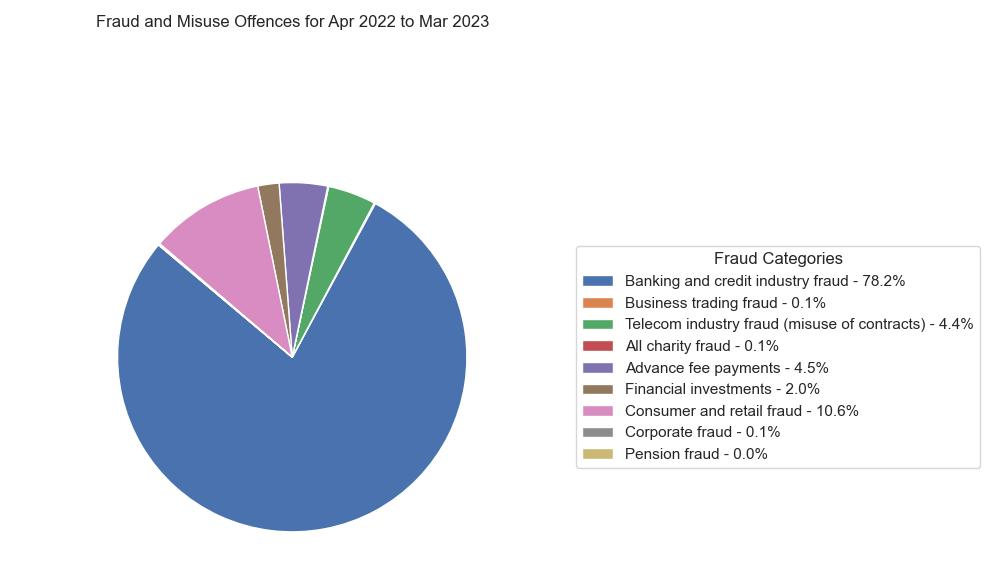 Fraud and Misuse Offences for Apr 2022 to Mar 2023
Fraud Categories
Banking and credit industry fraud - 78.2%
Business trading fraud - 0.1%
Telecom industry fraud (misuse of contracts) - 4.4%
All charity fraud - 0.1%
Advance fee payments - 4.5%
Financial investments - 2.0%
Consumer and retail fraud - 10.6%
Corporate fraud - 0.1%
Pension fraud - 0.0%